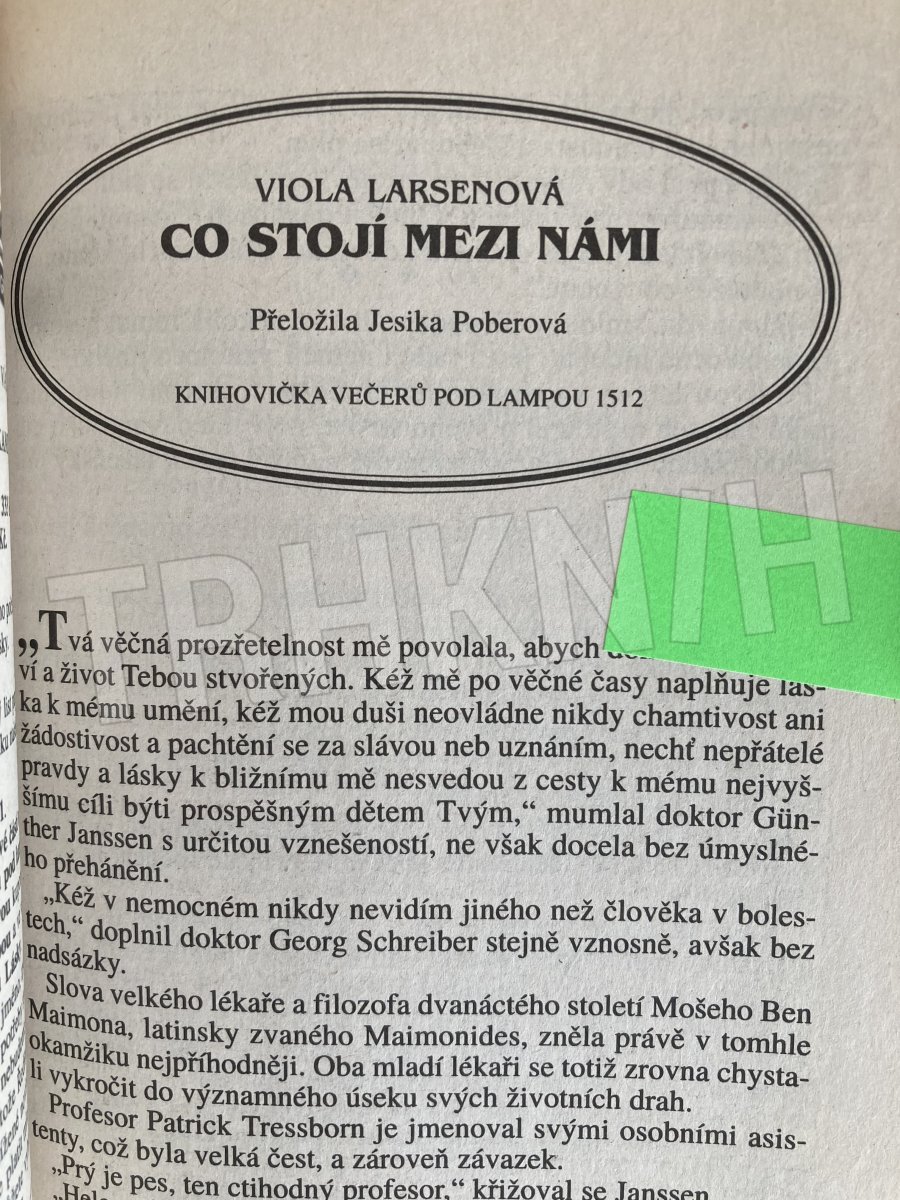 VIOLA LARSENOVÁ
CO STOJÍ MEZI NÁMI
Přeložila Jesika Poberová
KNIHOVIČKA VEČERŮ POD LAMPOU 1512
TRHKNIH
„Tvá věčná prozřetelnost mě povolala, abych
ví a život Tebou stvořených. Kéž mě po věčné časy naplňuje lás-
ka k mému umění, kéž mou duši neovládne nikdy chamtivost ani
žádostivost a pachtění se za slávou neb uznáním, nechť nepřátelé
pravdy a lásky k bližnímu mě nesvedou z cesty k mému nejvyš-
šímu cíli býti prospěšným dětem Tvým,“ mumlal doktor Gün-
ther Janssen s určitou vznešeností, ne však docela bez úmyslné-
ho přehánění.
„Kéž v nemocném nikdy nevidím jiného než člověka v boles-
tech,“ doplnil doktor Georg Schreiber stejně vznosně, avšak bez
nadsázky.
Slova velkého lékaře a filozofa dvanáctého století Mošeho Ben
Maimona, latinsky zvaného Maimonides, zněla právě v tomhle
okamžiku nejpříhodněji. Oba mladí lékaři se totiž zrovna chysta-
li vykročit do významného úseku svých životních drah.
Profesor Patrick Tressborn je jmenoval svými osobními asis-
tenty, což byla velká čest, a zároveň závazek.
„Prý je pes, ten ctihodný profesor,“ křižoval se Janssen.